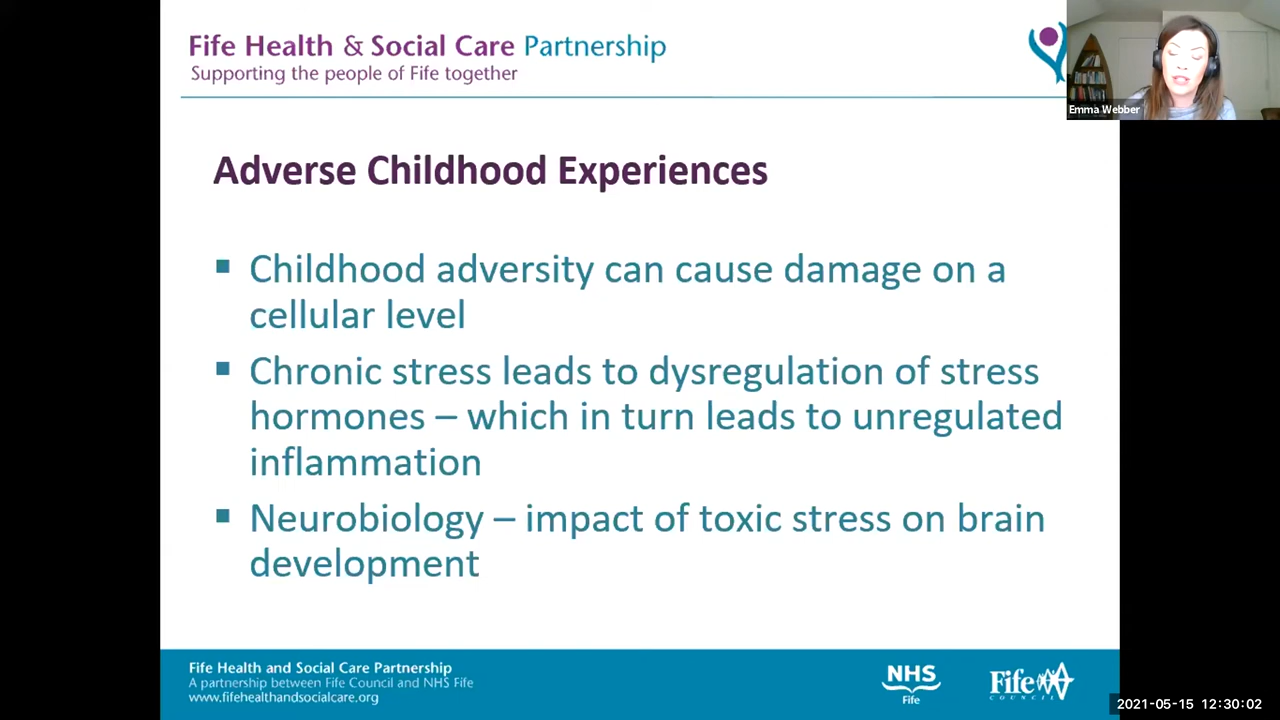 Fife Health & Social Care Partnership
Supporting the people of Fife together
Emma Webber
Adverse Childhood Experiences
▪ Childhood adversity can cause damage on a
cellular level
▪ Chronic stress leads to dysregulation of stress
hormones – which in turn leads to unregulated
inflammation
▪ Neurobiology – impact of toxic stress on brain
development
Fife Health and Social Care Partnership
A partnership between Fife Council and NHS Fife
www.fifehealthandsocialcare.org
NHS
Fife
Fife
COUNCIL
2021-05-15 12:30:02